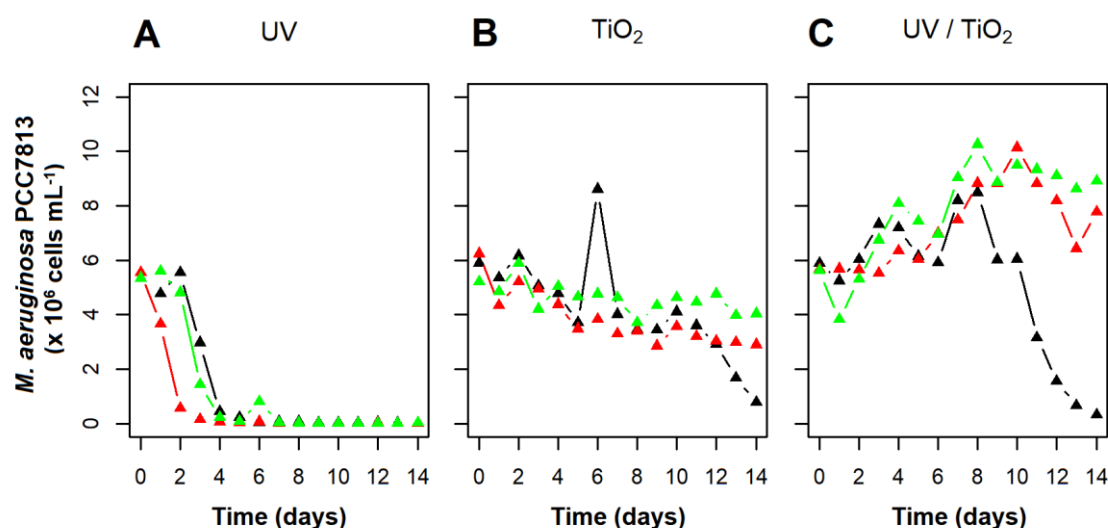 A UV
B TiO₂
C UV / TiO₂
M. aeruginosa PCC7813
(x 10⁶ cells mL⁻¹)
12
10
8
6
4
2
0
0 2 4 6 8 10 12 14
0 2 4 6 8 10 12 14
0 2 4 6 8 10 12 14
Time (days)
Time (days)
Time (days)